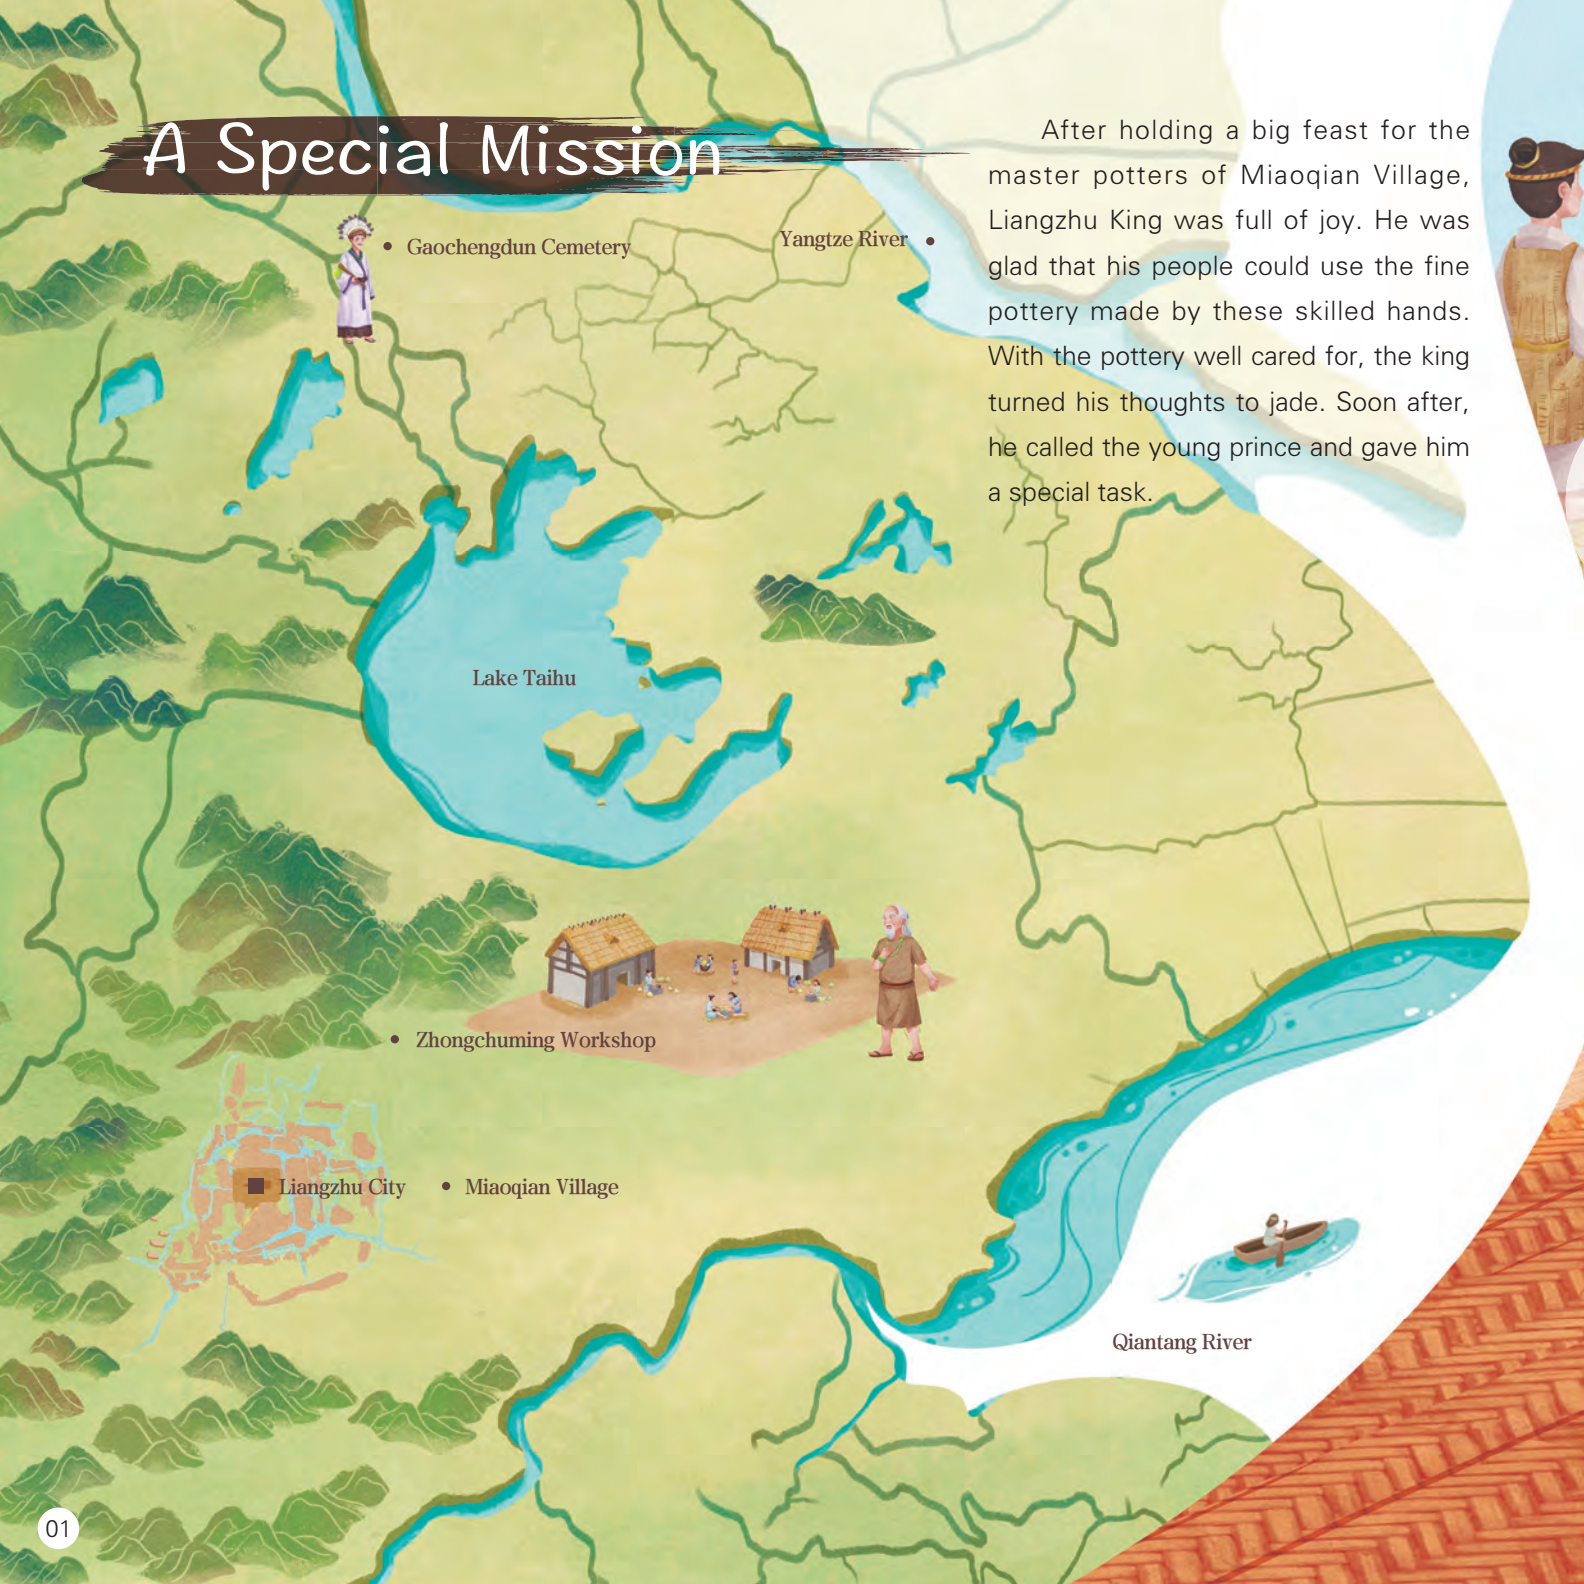 A Special Mission
After holding a big feast for the
master potters of Miaoqian Village,
Liangzhu King was full of joy. He was
glad that his people could use the fine
pottery made by these skilled hands.
With the pottery well cared for, the king
turned his thoughts to jade. Soon after,
he called the young prince and gave him
a special task.
Gaochengdun Cemetery
Yangtze River
Lake Taihu
Zhongchuming Workshop
Liangzhu City
Miaoqian Village
Qiantang River
01